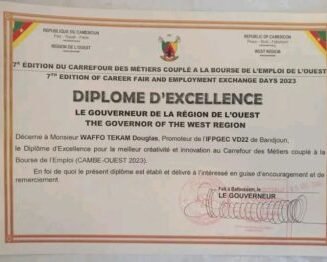 REPUBLIQUE DU CAMEROUN
Paix - Travail - Patrie
RÉGION DE L'OUEST
REPUBLIC OF CAMEROON
Peace - Work - Fatherland
WEST REGION
7e ÉDITION DU CARREFOUR DES MÉTIERS COUPLÉ À LA BOURSE DE L'EMPLOI DE L'OUEST
7TH EDITION OF CAREER FAIR AND EMPLOYMENT EXCHANGE DAYS 2023
DIPLOME D'EXCELLENCE
LE GOUVERNEUR DE LA RÉGION DE L'OUEST
THE GOVERNOR OF THE WEST REGION
Décerné à Monsieur WAFFO TEKAM Douglas, Promoteur de l'IFPGEC VD22 de Bandjoun,
le Diplôme d'Excellence pour la meilleur créativité et innovation au Carrefour des Métiers couplé à la
Bourse de l'Emploi (CAMBE-OUEST 2023).
En foi de quoi le présent diplôme est établi et délivré à l'intéressé en guise d'encouragement et de
remerciement.
Fait à Bafoussam, le
LE GOUVERNEUR